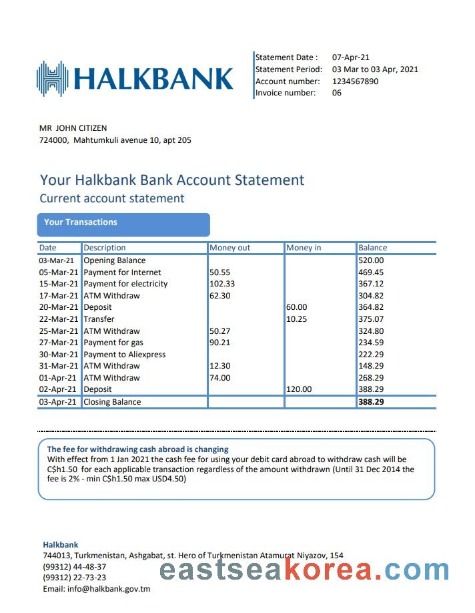 HALKBANK
Statement Date : 07-Apr-21
Statement Period: 03 Mar to 03 Apr, 2021
Account number: 1234567890
Invoice number: 06
MR JOHN CITIZEN
724000, Mahtumkuli avenue 10, apt 205
Your Halkbank Bank Account Statement
Current account statement
Your Transactions
Date Description Money out Money in Balance
03-Mar-21 Opening Balance 520.00
05-Mar-21 Payment for Internet 50.55 469.45
15-Mar-21 Payment for electricity 102.33 367.12
17-Mar-21 ATM Withdraw 62.30 304.82
20-Mar-21 Deposit 60.00 364.82
22-Mar-21 Transfer 10.25 375.07
25-Mar-21 ATM Withdraw 50.27 324.80
27-Mar-21 Payment for gas 90.21 234.59
30-Mar-21 Payment to Aliexpress 222.29
31-Mar-21 ATM Withdraw 12.30 148.29
01-Apr-21 ATM Withdraw 74.00 268.29
02-Apr-21 Deposit 120.00 388.29
03-Apr-21 Closing Balance 388.29
The fee for withdrawing cash abroad is changing
With effect from 1 Jan 2021 the cash fee for using your debit card abroad to withdraw cash will be
C$h1.50 for each applicable transaction regardless of the amount withdrawn (Until 31 Dec 2014 the
fee is 2% - min C$h1.50 max USD4.50)
Halkbank
744013, Turkmenistan, Ashgabat, st. Hero of Turkmenistan Atamurat Niyazov, 154
(99312) 44-48-37
(99312) 22-73-23
Email: info@halkbank.gov.tm
eastseakorea.com